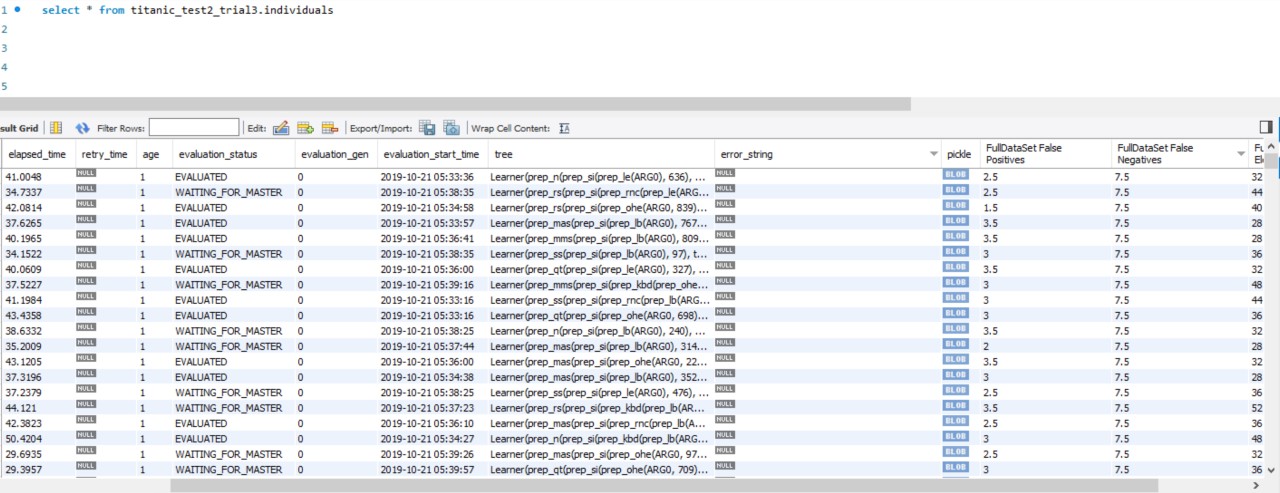 1 select * from titanic_test2_trial3.individuals
2
3
4
5
sult Grid Filter Rows: Edit: Export/Import: Wrap Cell Content:
elapsed_time retry_time age evaluation_status evaluation_gen evaluation_start_time tree error_string pickle FullDataSet False Positives FullDataSet False Negatives Fu Ele
41.0048 NULL 1 EVALUATED 0 2019-10-21 05:33:36 Learner(prep_n(prep_si(prep_le(ARG0), 636), ... NULL BLOB 2.5 7.5 32
34.7337 NULL 1 WAITING_FOR_MASTER 0 2019-10-21 05:38:35 Learner(prep_rs(prep_si(prep_rnc(prep_le(ARG... NULL BLOB 2.5 7.5 44
42.0814 NULL 1 EVALUATED 0 2019-10-21 05:34:58 Learner(prep_rs(prep_si(prep_ohe(ARG0, 839)... NULL BLOB 1.5 7.5 40
37.6265 NULL 1 EVALUATED 0 2019-10-21 05:33:57 Learner(prep_mas(prep_si(prep_lb(ARG0), 767... NULL BLOB 3.5 7.5 28
40.1965 NULL 1 EVALUATED 0 2019-10-21 05:36:41 Learner(prep_mms(prep_si(prep_lb(ARG0), 809... NULL BLOB 3.5 7.5 28
34.1522 NULL 1 WAITING_FOR_MASTER 0 2019-10-21 05:38:35 Learner(prep_ss(prep_si(prep_lb(ARG0), 97), t... NULL BLOB 3 7.5 36
40.0609 NULL 1 EVALUATED 0 2019-10-21 05:36:00 Learner(prep_qt(prep_si(prep_le(ARG0), 327), ... NULL BLOB 3.5 7.5 32
37.5227 NULL 1 WAITING_FOR_MASTER 0 2019-10-21 05:39:16 Learner(prep_mms(prep_si(prep_kbd(prep_ohe... NULL BLOB 3 7.5 48
41.1984 NULL 1 EVALUATED 0 2019-10-21 05:33:16 Learner(prep_ss(prep_si(prep_rnc(prep_lb(ARG... NULL BLOB 3 7.5 44
43.4358 NULL 1 EVALUATED 0 2019-10-21 05:33:16 Learner(prep_qt(prep_si(prep_ohe(ARG0, 698)... NULL BLOB 3 7.5 36
38.6332 NULL 1 WAITING_FOR_MASTER 0 2019-10-21 05:38:25 Learner(prep_n(prep_si(prep_lb(ARG0), 240), ... NULL BLOB 3.5 7.5 32
35.2009 NULL 1 WAITING_FOR_MASTER 0 2019-10-21 05:37:44 Learner(prep_mas(prep_si(prep_lb(ARG0), 314... NULL BLOB 2 7.5 28
43.1205 NULL 1 EVALUATED 0 2019-10-21 05:36:00 Learner(prep_mas(prep_si(prep_ohe(ARG0, 22... NULL BLOB 3.5 7.5 32
37.3196 NULL 1 EVALUATED 0 2019-10-21 05:34:38 Learner(prep_mas(prep_si(prep_lb(ARG0), 352... NULL BLOB 3 7.5 28
37.2379 NULL 1 WAITING_FOR_MASTER 0 2019-10-21 05:38:25 Learner(prep_ss(prep_si(prep_le(ARG0), 476), ... NULL BLOB 2.5 7.5 36
44.121 NULL 1 WAITING_FOR_MASTER 0 2019-10-21 05:37:23 Learner(prep_rs(prep_si(prep_kbd(prep_lb(AR... NULL BLOB 3.5 7.5 52
42.3823 NULL 1 EVALUATED 0 2019-10-21 05:36:10 Learner(prep_mas(prep_si(prep_rnc(prep_lb(A... NULL BLOB 2.5 7.5 36
50.4204 NULL 1 EVALUATED 0 2019-10-21 05:34:27 Learner(prep_n(prep_si(prep_kbd(prep_lb(ARG... NULL BLOB 3 7.5 48
29.6935 NULL 1 WAITING_FOR_MASTER 0 2019-10-21 05:39:26 Learner(prep_mas(prep_si(prep_ohe(ARG0, 97... NULL BLOB 2.5 7.5 32
29.3957 NULL 1 WAITING_FOR_MASTER 0 2019-10-21 05:39:57 Learner(prep_qt(prep_si(prep_ohe(ARG0, 709)... NULL BLOB 3 7.5 36